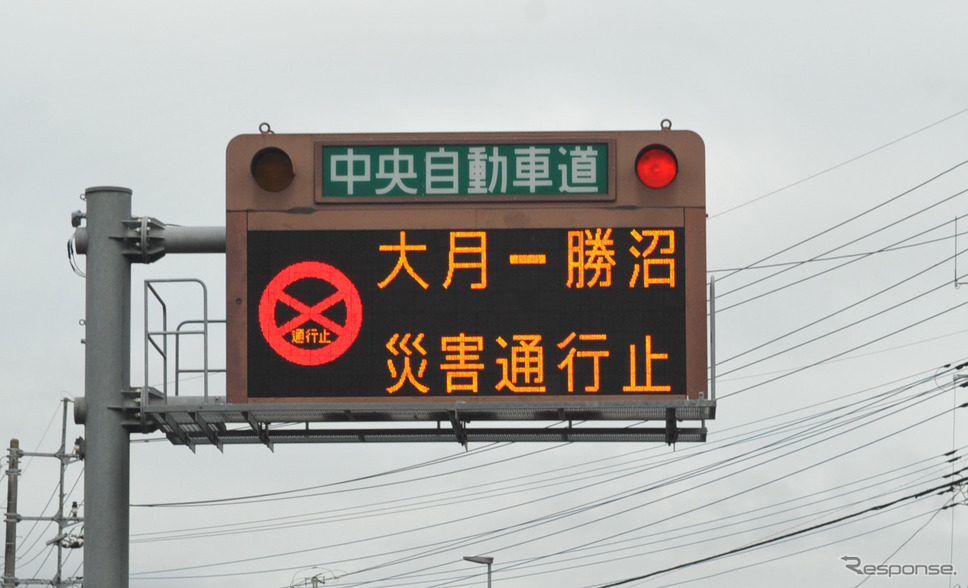 中央自動車道
大月ー勝沼
通行止
災害通行止
Response.